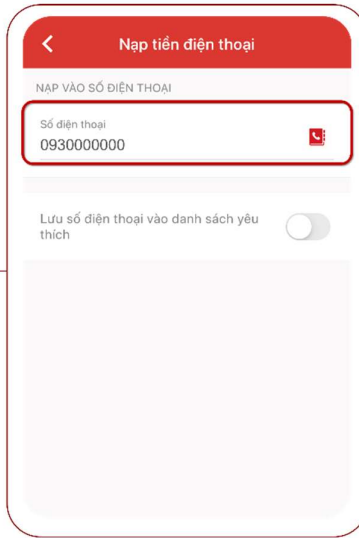 Nạp tiền điện thoại
NẠP VÀO SỐ ĐIỆN THOẠI
Số điện thoại
0930000000
Lưu số điện thoại vào danh sách yêu
thích